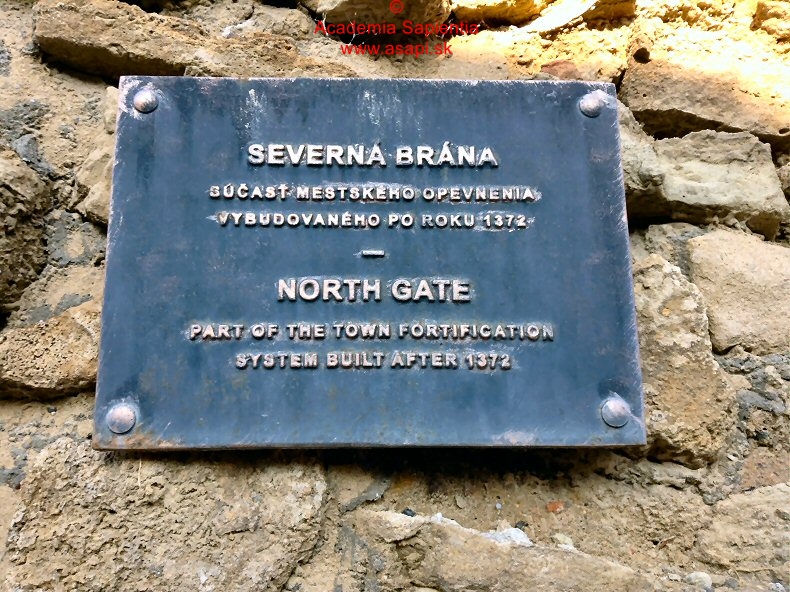 ©
Academia Sapientia
www.asapi.sk
SEVERNÁ BRÁNA
SÚČASŤ MESTSKÉHO OPEVNENIA
VYBUDOVANÉHO PO ROKU 1372
–
NORTH GATE
PART OF THE TOWN FORTIFICATION
SYSTEM BUILT AFTER 1372